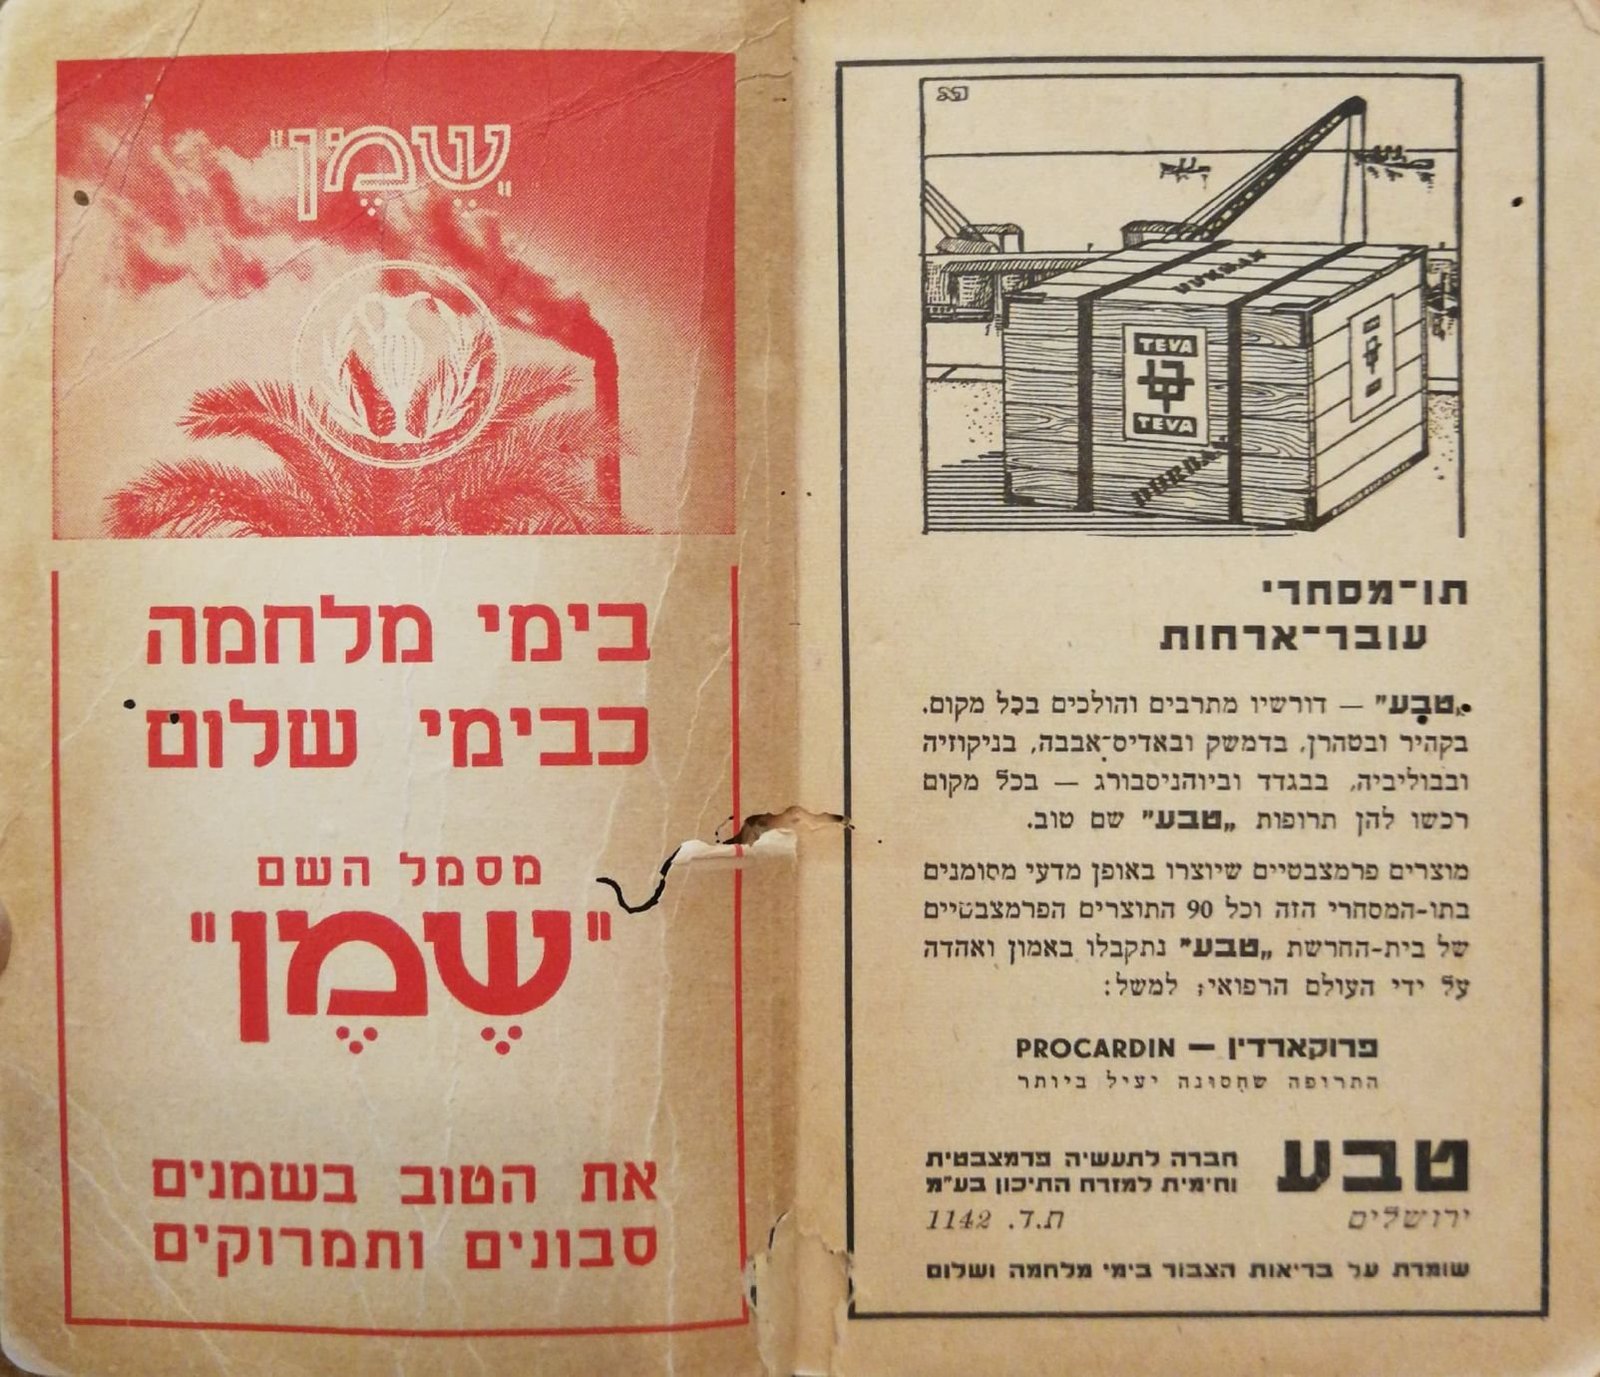 תו־מסחרי
עובר־ארחות
„טבע” — דורשיו מתרבים והולכים בכל מקום.
בקהיר ובטהרן, בדמשק ובאדיס־אבבה, בניקוזיה
ובבוליביה, בבגדד וביוהניסבורג — בכל מקום
רכשו להן תרופות „טבע” שם טוב.
מוצרים פרמצבטיים שיוצרו באופן מדעי מסומנים
בתו-המסחרי הזה וכל 90 התוצרים הפרמצבטיים
של בית-החרשת „טבע” נתקבלו באמון ואהדה
על ידי העולם הרפואי; למשל:
פרוקארדין — PROCARDIN
התרופה שחסונה יעיל ביותר
טבע
חברה לתעשיה פרמצבטית
וחימית למזרח התיכון בע"מ
ירושלים ת.ד. 1142
שומרת על בריאות הצבור בימי מלחמה ושלום
TEVA
TEVA
DURBAN
"שֶׁמֶן"
בימי מלחמה
כבימי שלום
מסמל השם
"שֶׁמֶן"
את הטוב בשמנים
סבונים ותמרוקים